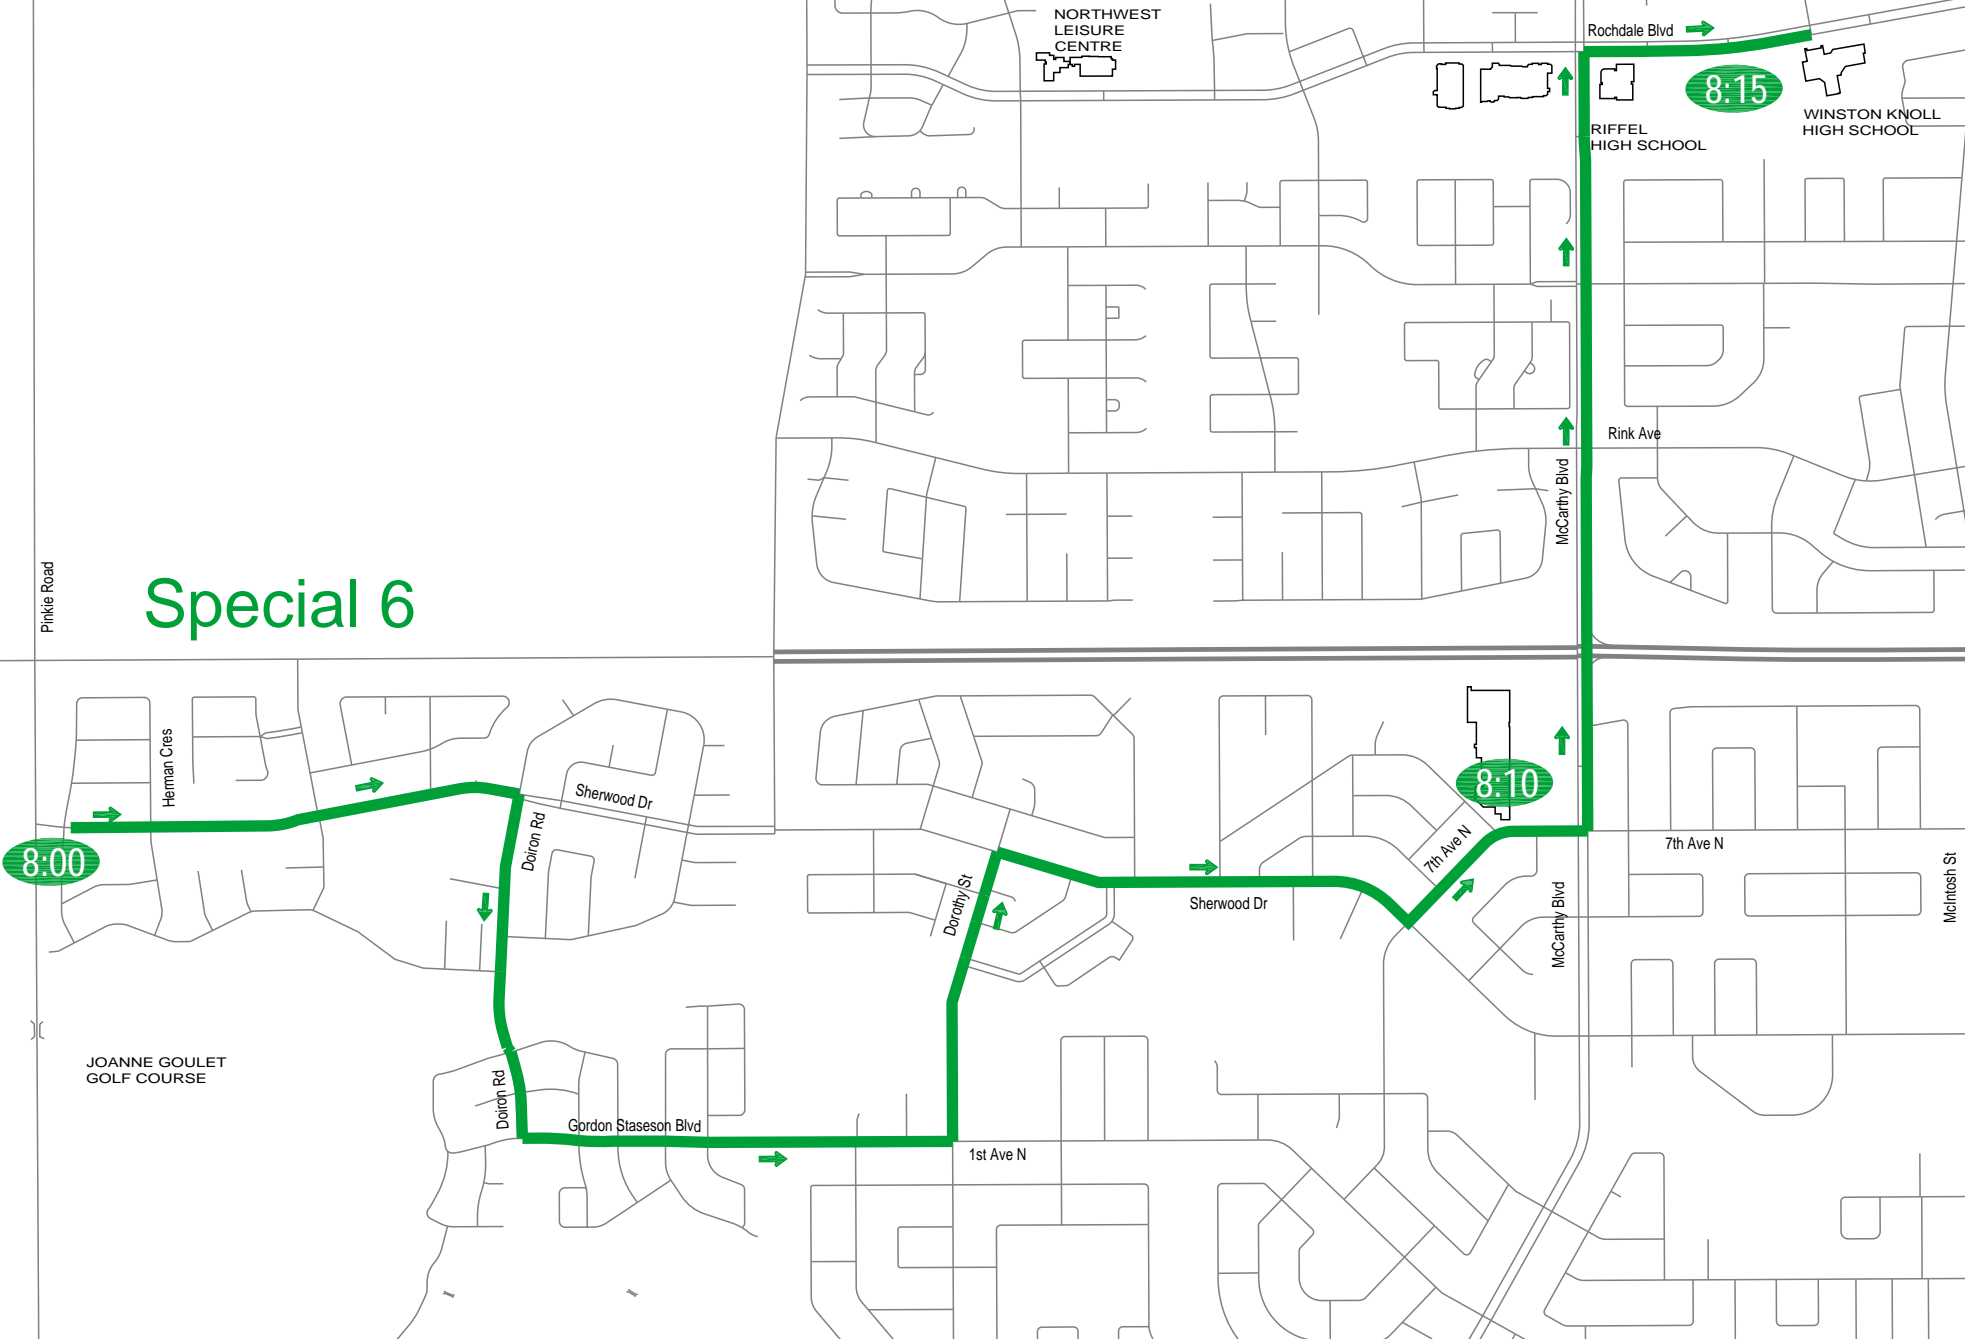 NORTHWEST
LEISURE
CENTRE
Rochdale Blvd
8:15
WINSTON KNOLL
HIGH SCHOOL
RIFFEL
HIGH SCHOOL
Rink Ave
McCarthy Blvd
Pinkie Road
Special 6
Herman Cres
Sherwood Dr
8:10
8:00
Doiron Rd
7th Ave N
7th Ave N
McIntosh St
Dorothy St
Sherwood Dr
McCarthy Blvd
JOANNE GOULET
GOLF COURSE
Doiron Rd
Gordon Staseson Blvd
1st Ave N